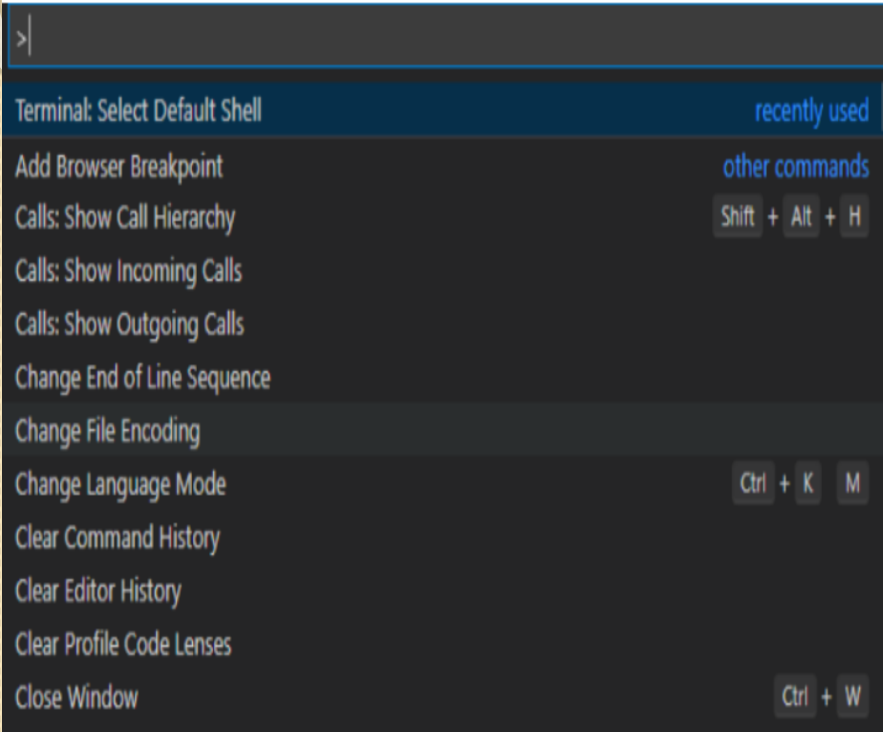 >
Terminal: Select Default Shell recently used
Add Browser Breakpoint other commands
Calls: Show Call Hierarchy Shift + Alt + H
Calls: Show Incoming Calls
Calls: Show Outgoing Calls
Change End of Line Sequence
Change File Encoding
Change Language Mode Ctrl + K M
Clear Command History
Clear Editor History
Clear Profile Code Lenses
Close Window Ctrl + W